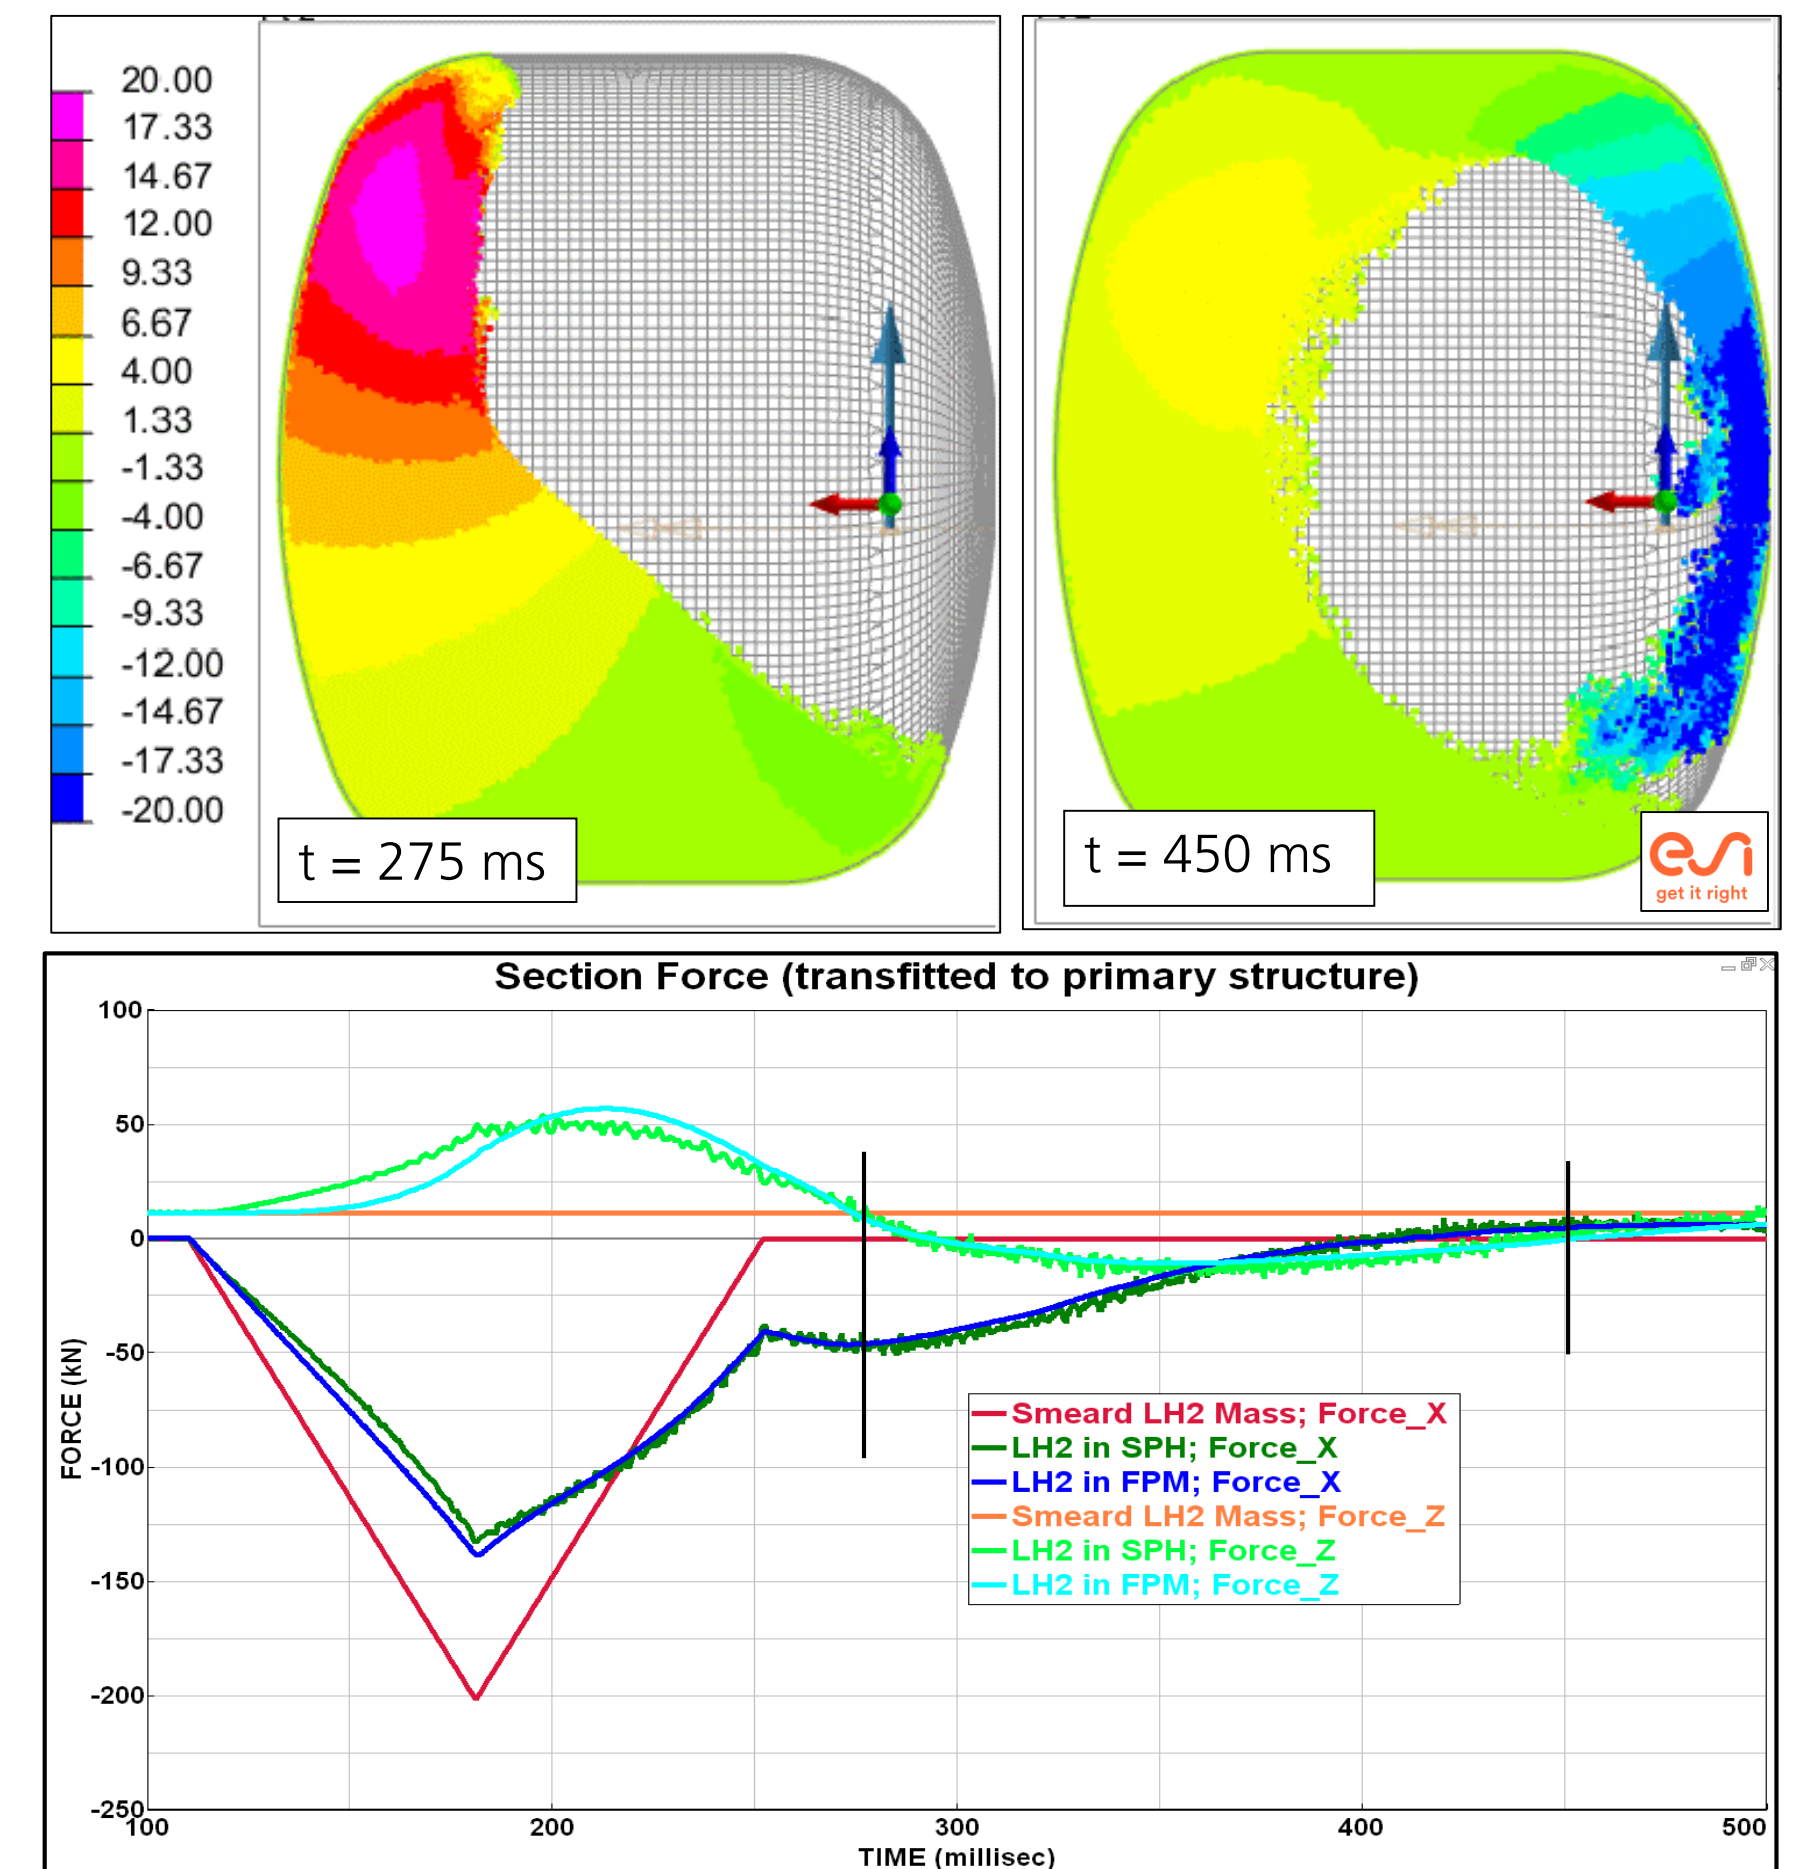 20.00
17.33
14.67
12.00
9.33
6.67
4.00
1.33
-1.33
-4.00
-6.67
-9.33
-12.00
-14.67
-17.33
-20.00
t = 275 ms
t = 450 ms
esi
get it right
Section Force (transfitted to primary structure)
100
50
0
-50
-100
-150
-200
-250
FORCE (kN)
Smeard LH2 Mass; Force_X
LH2 in SPH; Force_X
LH2 in FPM; Force_X
Smeard LH2 Mass; Force_Z
LH2 in SPH; Force_Z
LH2 in FPM; Force_Z
100 200 300 400 500
TIME (millisec)